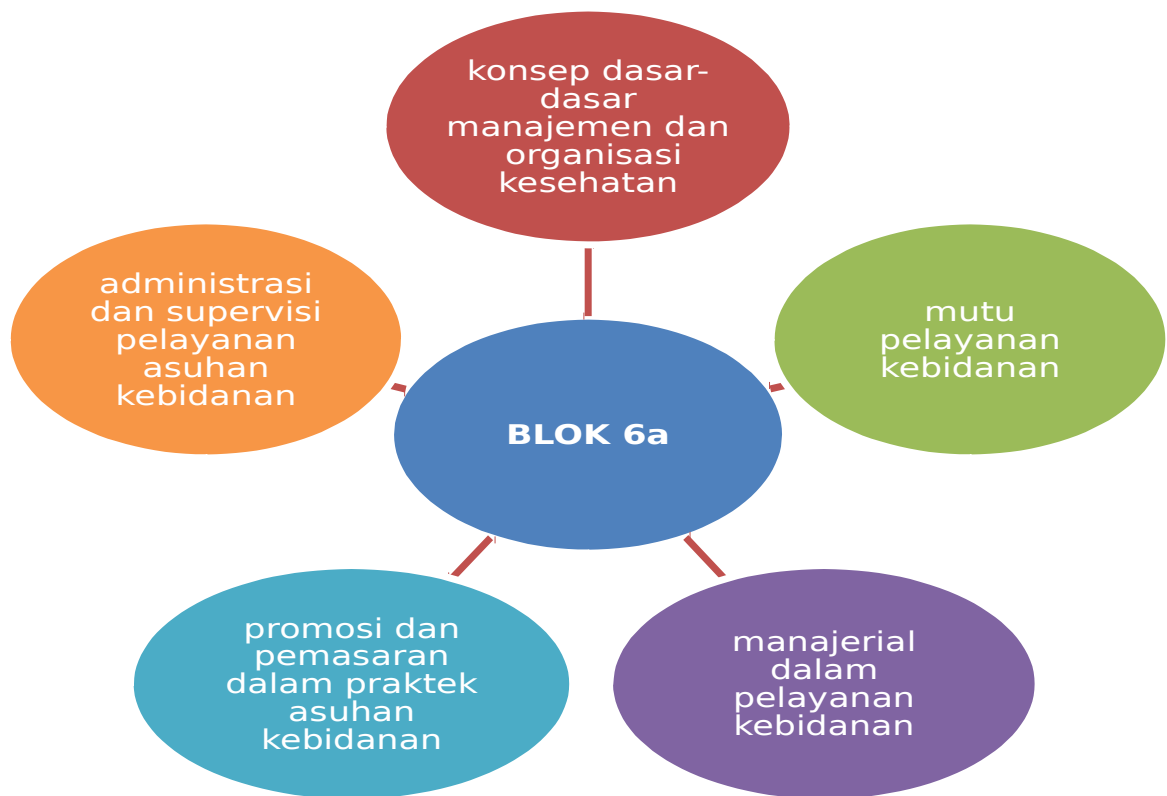 konsep dasar-
dasar
manajemen dan
organisasi
kesehatan
administrasi
dan supervisi
pelayanan
asuhan
kebidanan
mutu
pelayanan
kebidanan
BLOK 6a
promosi dan
pemasaran
dalam praktek
asuhan
kebidanan
manajerial
dalam
pelayanan
kebidanan